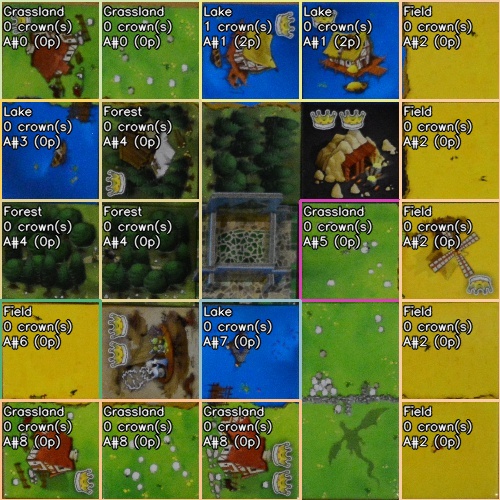 Grassland
0 crown(s)
A#0 (0p)
Grassland
0 crown(s)
A#0 (0p)
Lake
1 crown(s)
A#1 (2p)
Lake
0 crown(s)
A#1 (2p)
Field
0 crown(s)
A#2 (0p)
Lake
0 crown(s)
A#3 (0p)
Forest
0 crown(s)
A#4 (0p)
Field
0 crown(s)
A#2 (0p)
Forest
0 crown(s)
A#4 (0p)
Forest
0 crown(s)
A#4 (0p)
Grassland
0 crown(s)
A#5 (0p)
Field
0 crown(s)
A#2 (0p)
Field
0 crown(s)
A#6 (0p)
Lake
0 crown(s)
A#7 (0p)
Field
0 crown(s)
A#2 (0p)
Grassland
0 crown(s)
A#8 (0p)
Grassland
0 crown(s)
A#8 (0p)
Grassland
0 crown(s)
A#8 (0p)
Field
0 crown(s)
A#2 (0p)